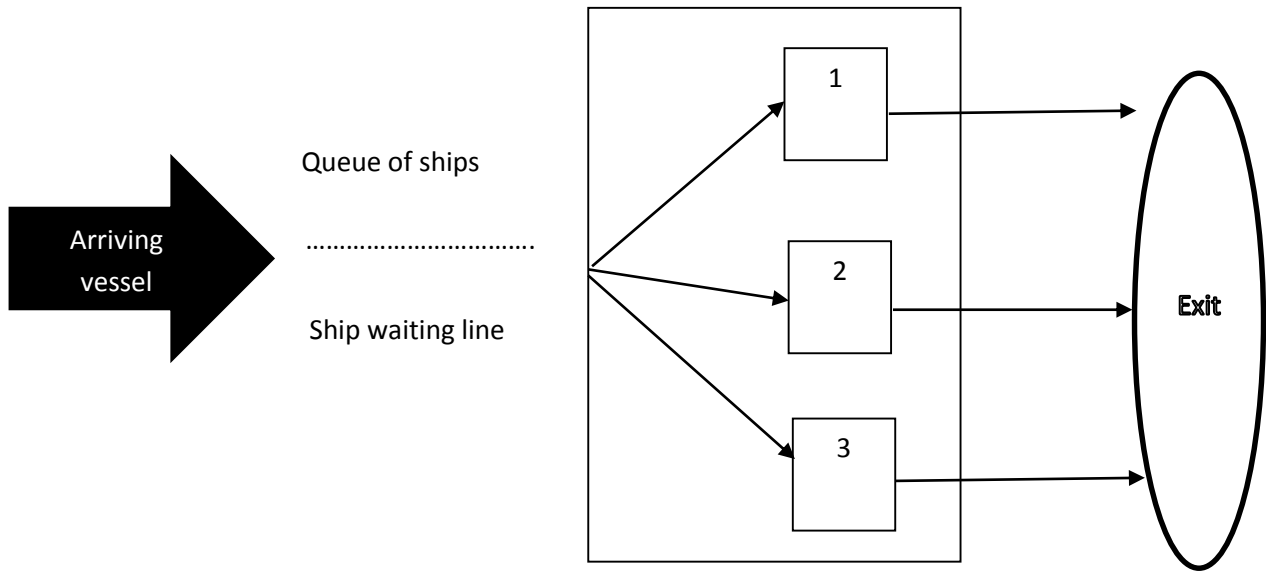 Arriving
vessel
Queue of ships
…………………………….
Ship waiting line
1
2
3
Exit